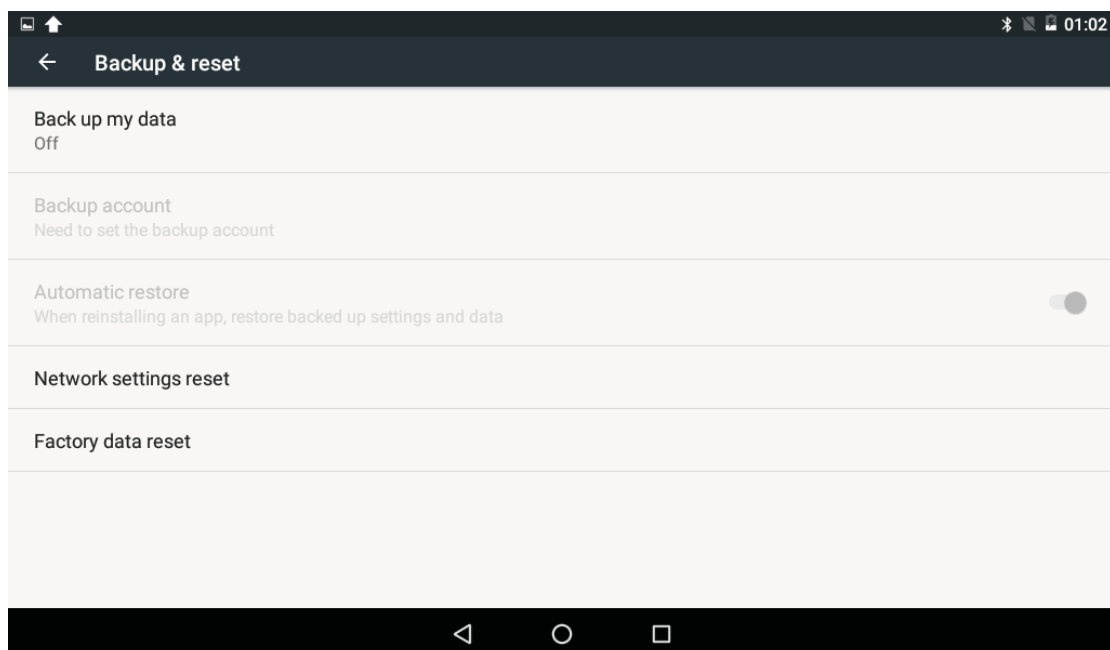 01:02
Backup & reset
Back up my data
Off
Backup account
Need to set the backup account
Automatic restore
When reinstalling an app, restore backed up settings and data
Network settings reset
Factory data reset